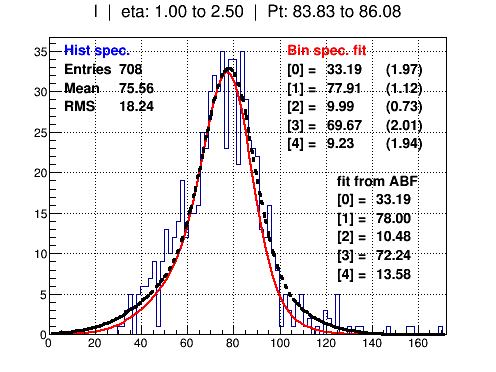 I | eta: 1.00 to 2.50 | Pt: 83.83 to 86.08
Hist spec.
Entries 708
Mean 75.56
RMS 18.24
Bin spec. fit
[0] = 33.19 (1.97)
[1] = 77.91 (1.12)
[2] = 9.99 (0.73)
[3] = 69.67 (2.01)
[4] = 9.23 (1.94)
fit from ABF
[0] = 33.19
[1] = 78.00
[2] = 10.48
[3] = 72.24
[4] = 13.58
35
30
25
20
15
10
5
0
0 20 40 60 80 100 120 140 160